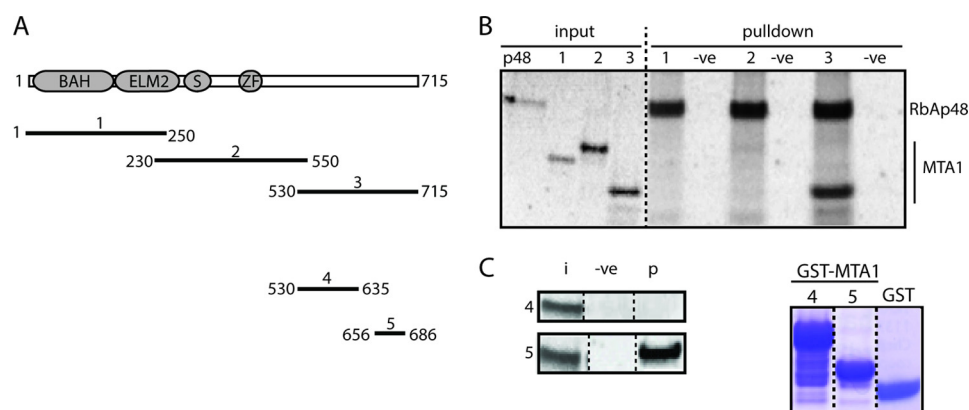 A
1 BAH ELM2 S ZF 715
1
1 250
2
230 550
3
530 715
4
530 635
5
656 686
B
input pulldown
p48 1 2 3 1 -ve 2 -ve 3 -ve
RbAp48
MTA1
C
i -ve p
4
5
GST-MTA1
4 5 GST